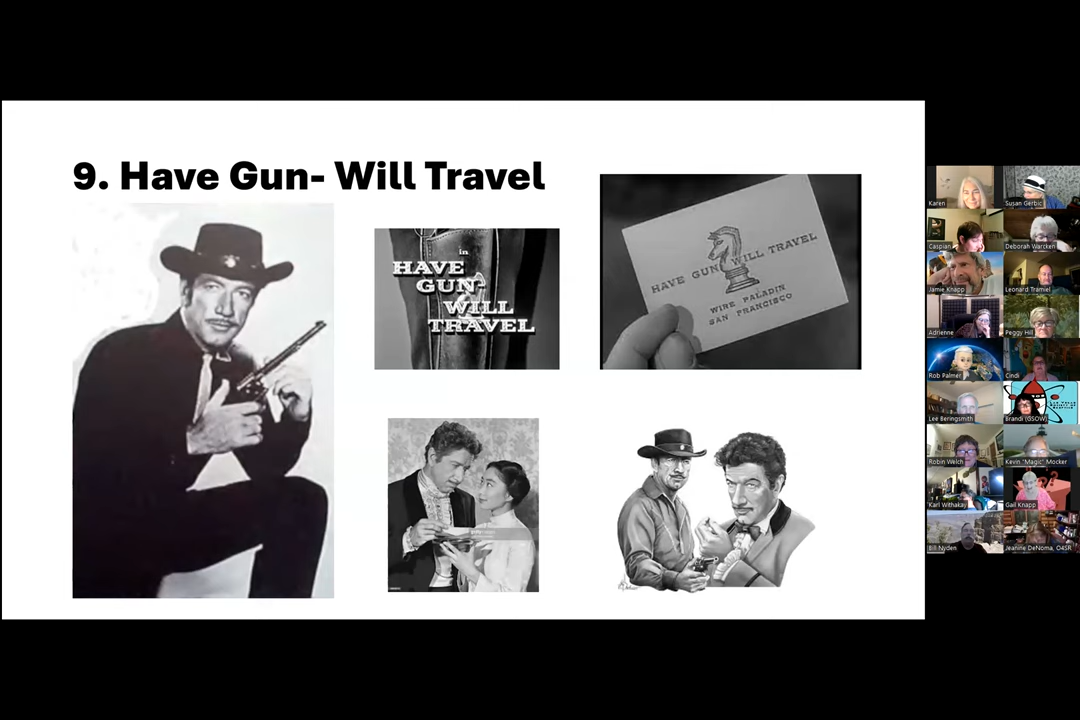 9. Have Gun- Will Travel
in
HAVE
GUN-
WILL
TRAVEL
HAVE GUN WILL TRAVEL
WIRE PALADIN
SAN FRANCISCO
Karen
Susan Gerbic
Caspian
Deborah Warcken
Jamie Knapp
Leonard Tramiel
Adrienne
Peggy Hill
Rob Palmer
Cindi
Lee Beringsmith
Brandi (GSOW)
Robin Welch
Kevin "Magic" Mocker
Karl Withakay
Gail Knapp
Bill Nyden
Jeanine DeNoma, O4SR